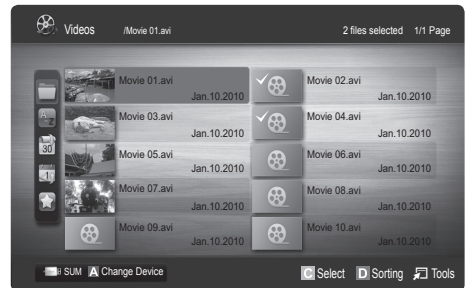 Videos /Movie 01.avi 2 files selected 1/1 Page
Movie 01.avi Movie 02.avi
Jan.10.2010 Jan.10.2010
Movie 03.avi Movie 04.avi
Jan.10.2010 Jan.10.2010
Movie 05.avi Movie 06.avi
Jan.10.2010 Jan.10.2010
Movie 07.avi Movie 08.avi
Jan.10.2010 Jan.10.2010
Movie 09.avi Movie 10.avi
Jan.10.2010 Jan.10.2010
A
30
1
SUM A Change Device C Select D Sorting Tools